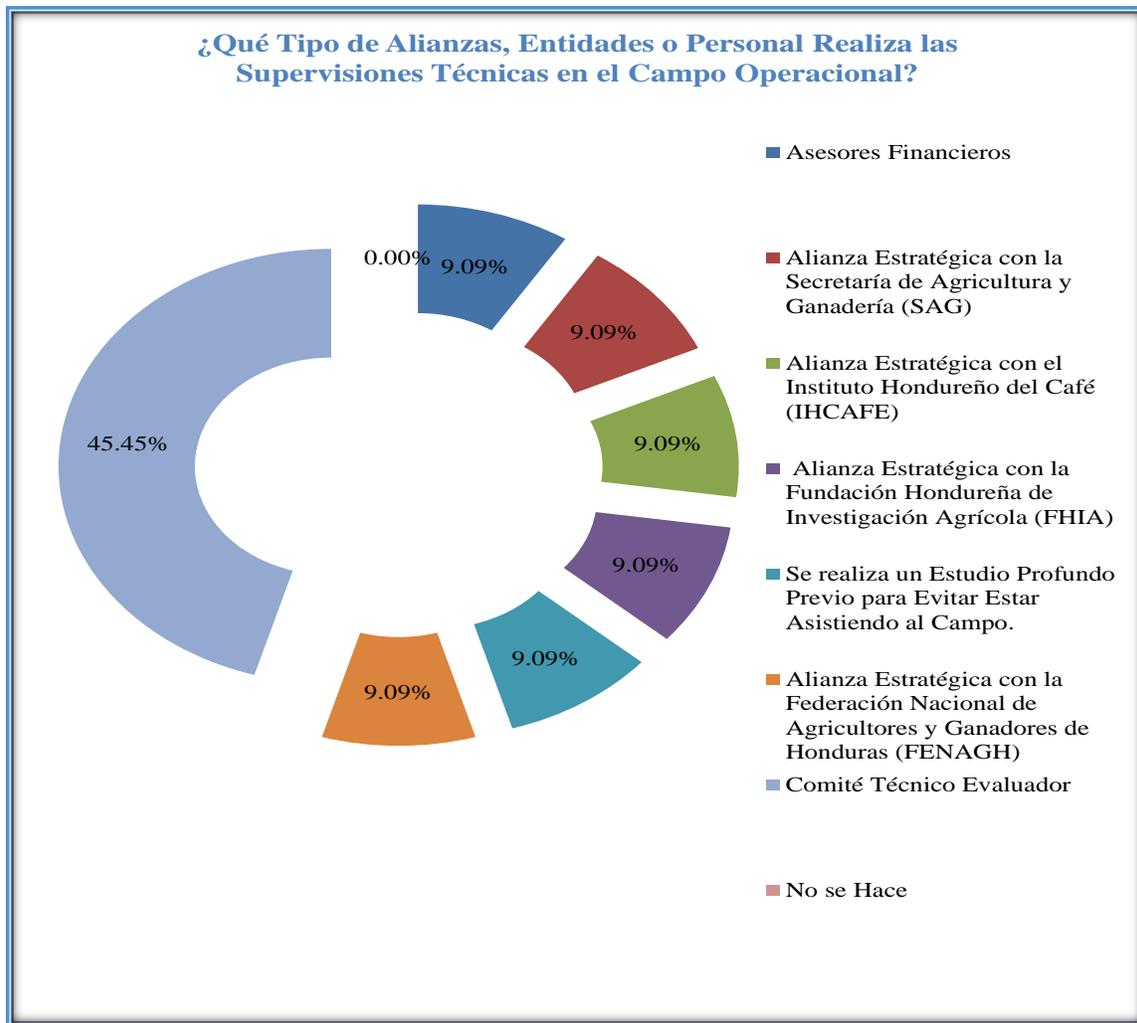 ¿Qué Tipo de Alianzas, Entidades o Personal Realiza las
Supervisiones Técnicas en el Campo Operacional?
0.00%
9.09%
9.09%
9.09%
9.09%
9.09%
9.09%
45.45%
Asesores Financieros
Alianza Estratégica con la
Secretaría de Agricultura y
Ganadería (SAG)
Alianza Estratégica con el
Instituto Hondureño del Café
(IHCAFE)
Alianza Estratégica con la
Fundación Hondureña de
Investigación Agrícola (FHIA)
Se realiza un Estudio Profundo
Previo para Evitar Estar
Asistiendo al Campo.
Alianza Estratégica con la
Federación Nacional de
Agricultores y Ganadores de
Honduras (FENAGH)
Comité Técnico Evaluador
No se Hace